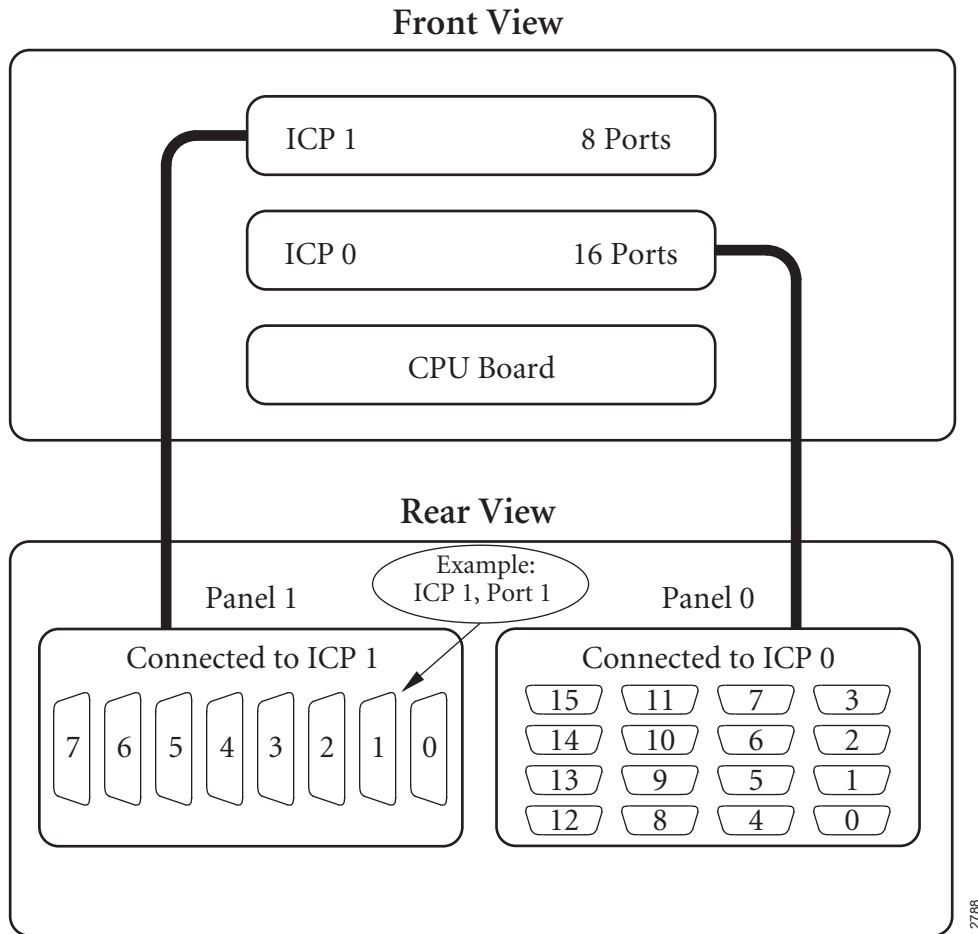 Front View
ICP 1 8 Ports
ICP 0 16 Ports
CPU Board
Rear View
Example:
ICP 1, Port 1
Panel 1
Panel 0
Connected to ICP 1
7 6 5 4 3 2 1 0
Connected to ICP 0
15 11 7 3
14 10 6 2
13 9 5 1
12 8 4 0
2788